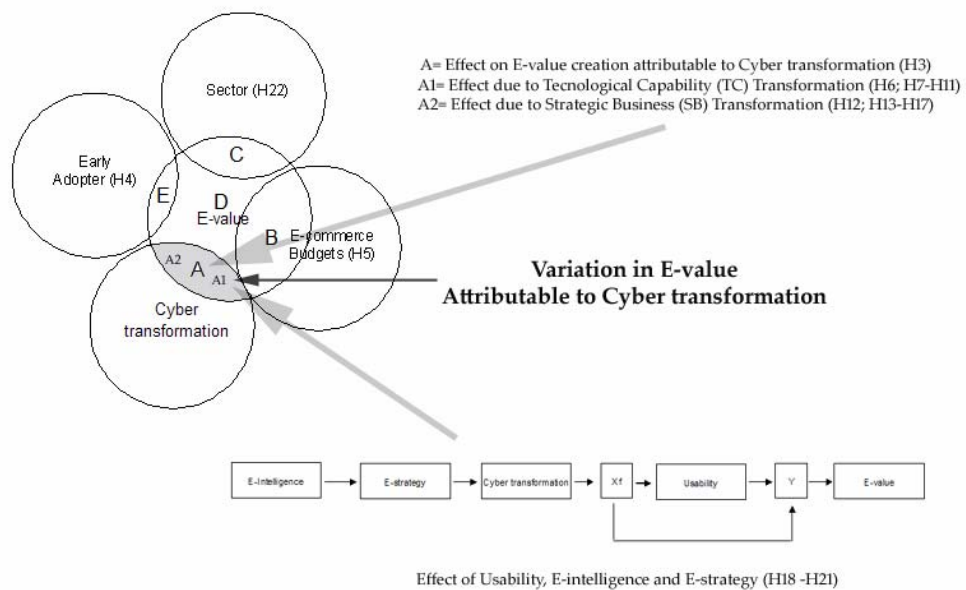 Sector (H22)
A= Effect on E-value creation attributable to Cyber transformation (H3)
A1= Effect due to Tecnological Capability (TC) Transformation (H6; H7-H11)
A2= Effect due to Strategic Business (SB) Transformation (H12; H13-H17)
Early
Adopter (H4)
C
E
D
E-value
B
E-commerce
Budgets (H5)
A2
A
A1
Variation in E-value
Attributable to Cyber transformation
Cyber
transformation
E-Intelligence
E-strategy
Cyber transformation
Xf
Usability
Y
E-value
Effect of Usability, E-intelligence and E-strategy (H18 -H21)